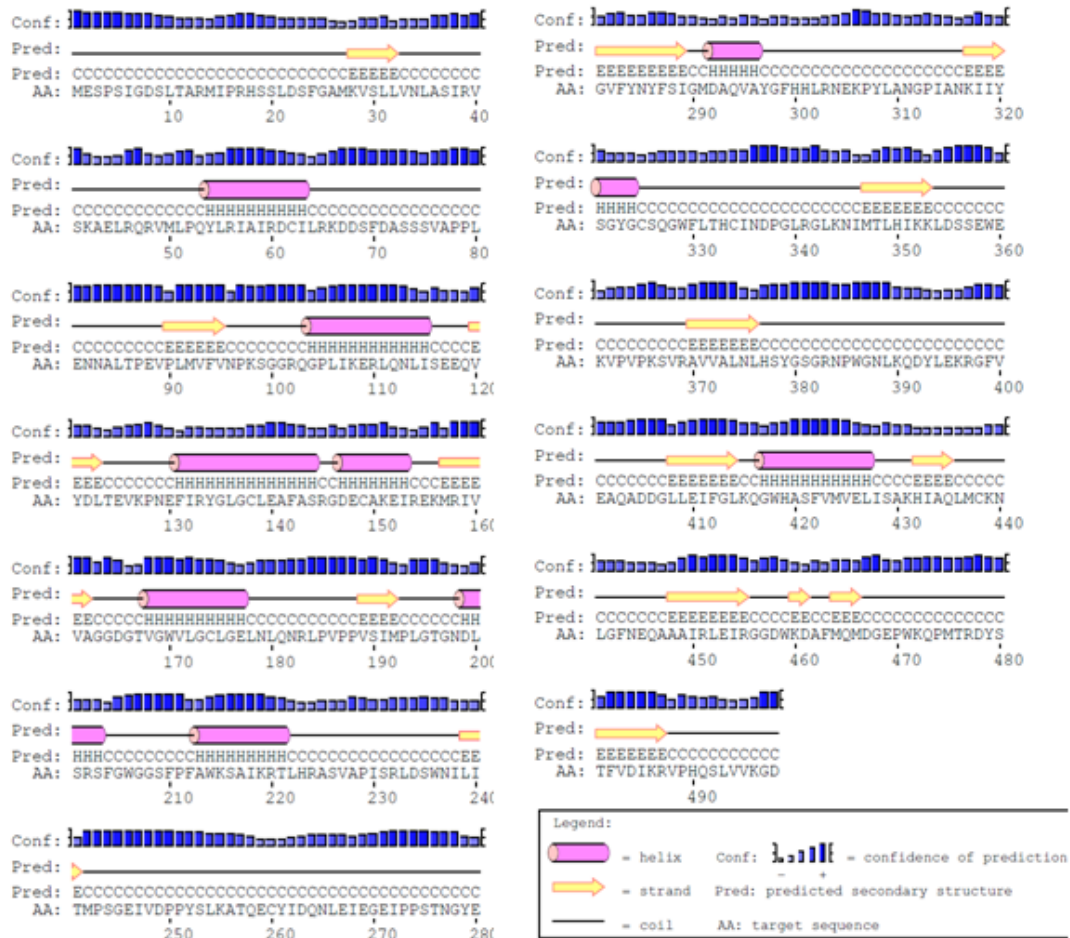 Conf:
Pred:
Pred: CCCCCCCCCCCCCCCCCCCCCCCCCCCEEEEECCCCCCCC
AA: MESPSIGDSLTARMIPRHSSLDSFGAMKVSLLVNLASIRV
10 20 30 40
Conf:
Pred:
Pred: CCCCCCCCCCCCCHHHHHHHHHHCCCCCCCCCCCCCCCCC
AA: SKAELRQRVMLPQYLRIAIRDCILRKDDSFDASSSVAPPL
50 60 70 80
Conf:
Pred:
Pred: CCCCCCCCCEEEEEECCCCCCCCHHHHHHHHHHHHCCCCE
AA: ENNALTPEVPLMVFVNPKSGGRQGPLIKERLQNLISEEQV
90 100 110 120
Conf:
Pred:
Pred: EEECCCCCCCHHHHHHHHHHHHHHCCHHHHHHHCCCEEEE
AA: YDLTEVKPNEFIRYGLGCLEAFASRGDECAKEIREKMRIV
130 140 150 160
Conf:
Pred:
Pred: EECCCCCHHHHHHHHHHCCCCCCCCCCCEEEECCCCCCHH
AA: VAGGDGTVGWVLGCLGELNLQNRLPVPPVSIMPLGTGNDL
170 180 190 200
Conf:
Pred:
Pred: HHHCCCCCCCCCHHHHHHHHHCCCCCCCCCCCCCCCCCEE
AA: SRSFGWGGSFPFAWKSAIKRTLHRASVAPISRLDSWNILI
210 220 230 240
Conf:
Pred:
Pred: ECCCCCCCCCCCCCCCCCCCCCCCCCCCCCCCCCCCCCCC
AA: TMPSGEIVDPPYSLKATQECYIDQNLEIEGEIPPSTNGYE
250 260 270 280
Conf:
Pred:
Pred: EEEEEEEEECCHHHHHCCCCCCCCCCCCCCCCCCCCEEEE
AA: GVFYNYFSIGMDAQVAYGFHHLRNEKPYLANGPIANKIIY
290 300 310 320
Conf:
Pred:
Pred: HHHHCCCCCCCCCCCCCCCCCCCCCCEEEEEEECCCCCCC
AA: SGYGCSQGWFLTHCINDPGLRGLKNIMTLHIKKLDSSEWE
330 340 350 360
Conf:
Pred:
Pred: CCCCCCCCCEEEEEEECCCCCCCCCCCCCCCCCCCCCCCC
AA: KVPVPKSVRAVVALNLHSYGSGRNPWGNLKQDYLEKRGFV
370 380 390 400
Conf:
Pred:
Pred: CCCCCCCEEEEEEECCHHHHHHHHHHHCCCCEEEECCCCC
AA: EAQADDGLLEIFGLKQGWHASFVMVELISAKHIAQLMCKN
410 420 430 440
Conf:
Pred:
Pred: CCCCCCCEEEEEEEECCCCEECCEEECCCCCCCCCCCCCC
AA: LGFNEQAAAIRLEIRGGDWKDAFMQMDGEPWKQPMTRDYS
450 460 470 480
Conf:
Pred:
Pred: EEEEEEECCCCCCCCCCC
AA: TFVDIKRVPHQSLVVKGD
490
Legend:
= helix Conf: = confidence of prediction
- +
= strand Pred: predicted secondary structure
= coil AA: target sequence